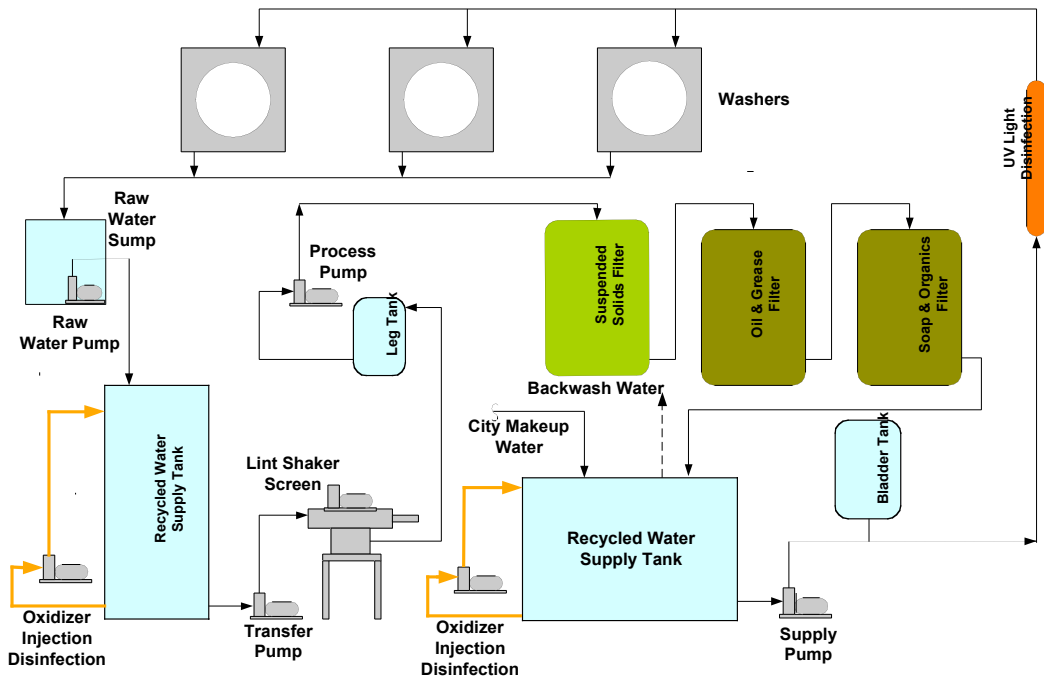 Washers
UV Light
Disinfection
Raw
Water
Sump
Process
Pump
Suspended
Solids Filter
Oil & Grease
Filter
Soap & Organics
Filter
Raw
Water Pump
Leg Tank
Backwash Water
City Makeup
Water
Bladder Tank
Recycled Water
Supply Tank
Lint Shaker
Screen
Recycled Water
Supply Tank
Oxidizer
Injection
Disinfection
Transfer
Pump
Oxidizer
Injection
Disinfection
Supply
Pump